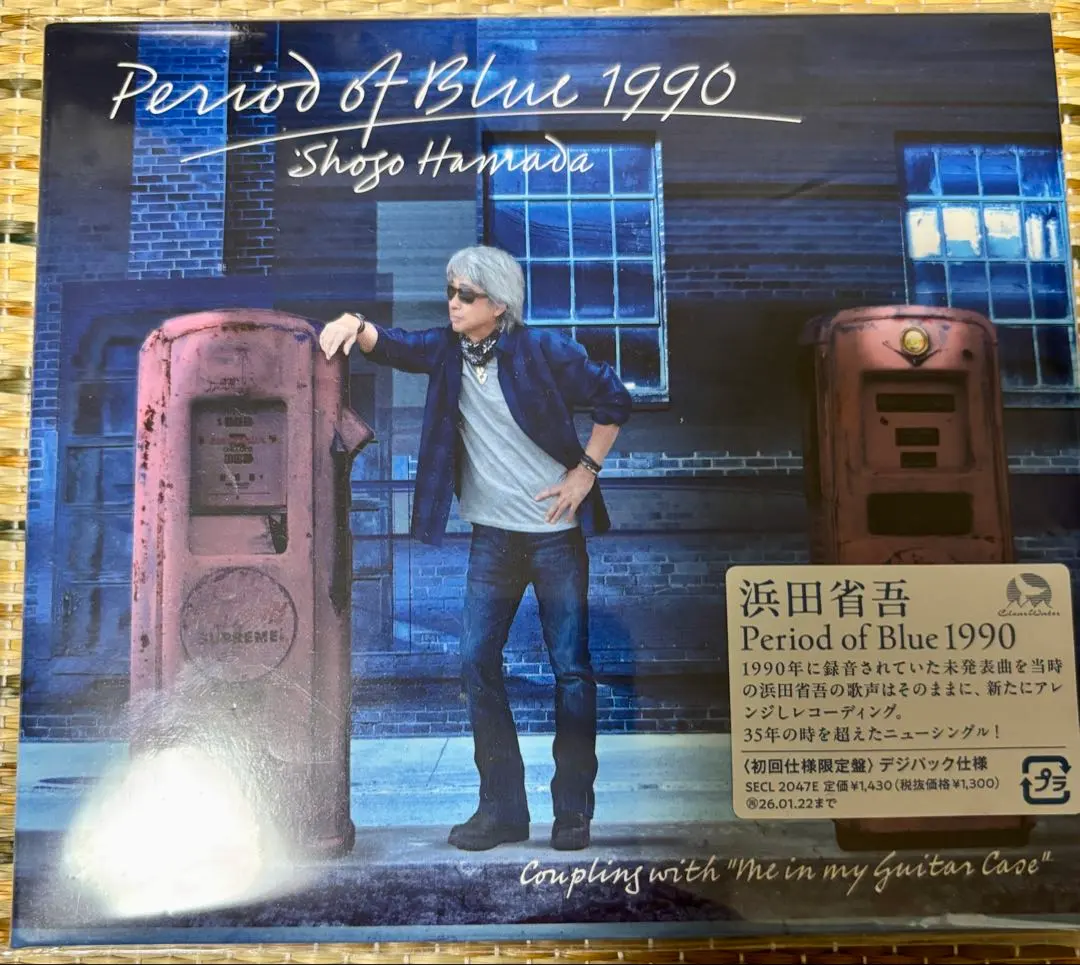 Period of Blue 1990
Shogo Hamada
SUPREME
浜田省吾
ClearWater
Period of Blue 1990
1990年に録音されていた未発表曲を当時
の浜田省吾の歌声はそのままに、新たにアレ
ンジしレコーディング。
35年の時を超えたニューシングル!
〈初回仕様限定盤〉デジパック仕様
SECL 2047E 定価¥1,430(税抜価格¥1,300)
Ⓡ26.01.22まで
プラ
Coupling with "Me in my Guitar Case"